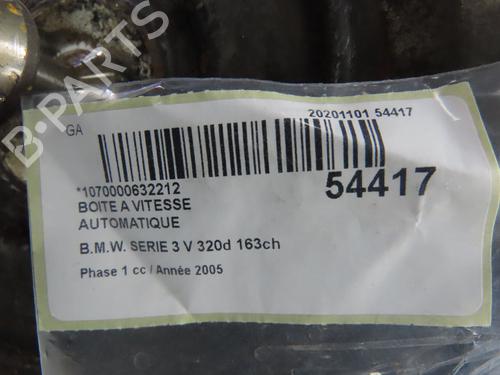 GA
20201101 54417
*1070000632212
54417
BOITE A VITESSE
AUTOMATIQUE
B.M.W. SERIE 3 V 320d 163ch
Phase 1 cc / Année 2005
B-PARTS